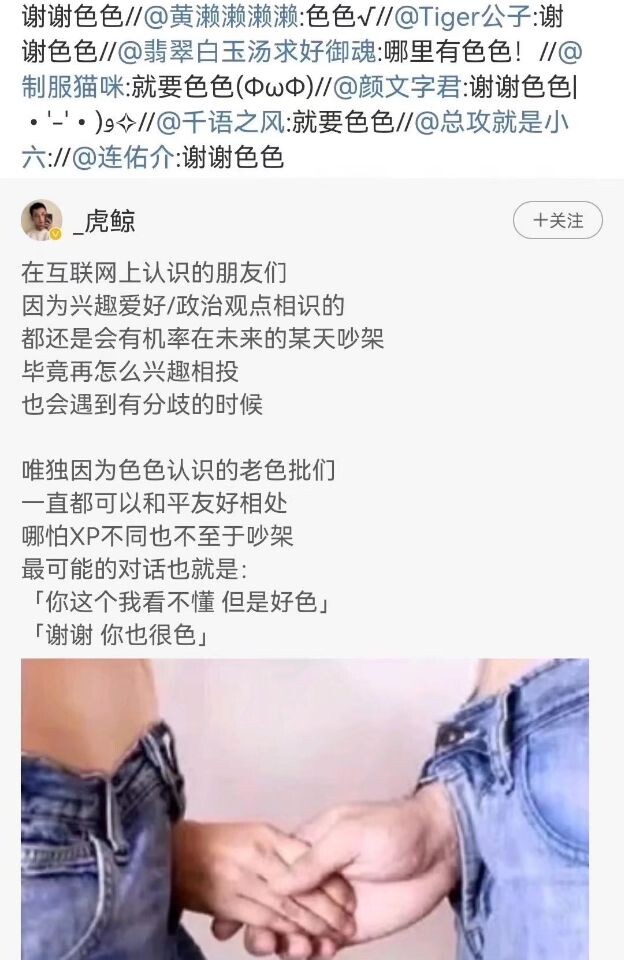 谢谢色色//@黄濑濑濑濑:色色√//@Tiger公子:谢
谢色色//@翡翠白玉汤求好御魂:哪里有色色！//@
制服猫咪:就要色色(ΦωΦ)//@颜文字君:谢谢色色|
•'-'•)و✧//@千语之风:就要色色//@总攻就是小
六://@连佑介:谢谢色色
_虎鲸
+关注
在互联网上认识的朋友们
因为兴趣爱好/政治观点相识的
都还是会有机率在未来的某天吵架
毕竟再怎么兴趣相投
也会遇到有分歧的时候
唯独因为色色认识的老色批们
一直都可以和平友好相处
哪怕XP不同也不至于吵架
最可能的对话也就是：
「你这个我看不懂 但是好色」
「谢谢 你也很色」